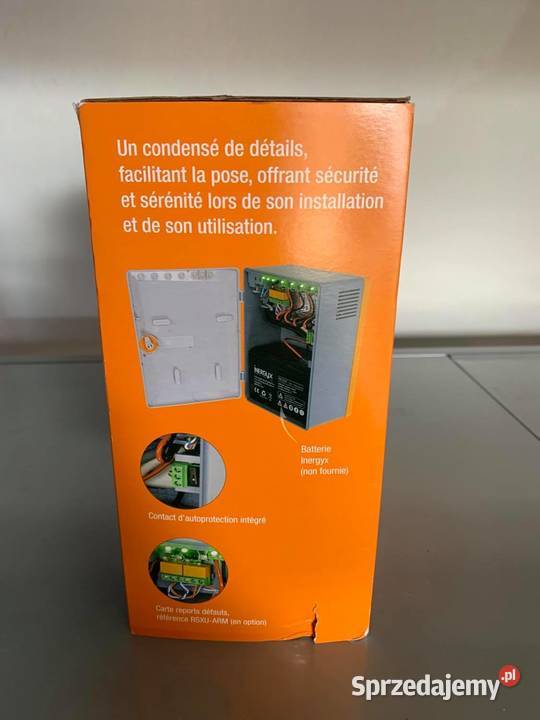 Un condensé de détails,
facilitant la pose, offrant sécurité
et sérénité lors de son installation
et de son utilisation.
INERGYX
Batterie
Inergyx
(non fournie)
Contact d'autoprotection intégré
Carte reports défauts,
référence RSXU-ARM (en option)
Sprzedajemy.pl